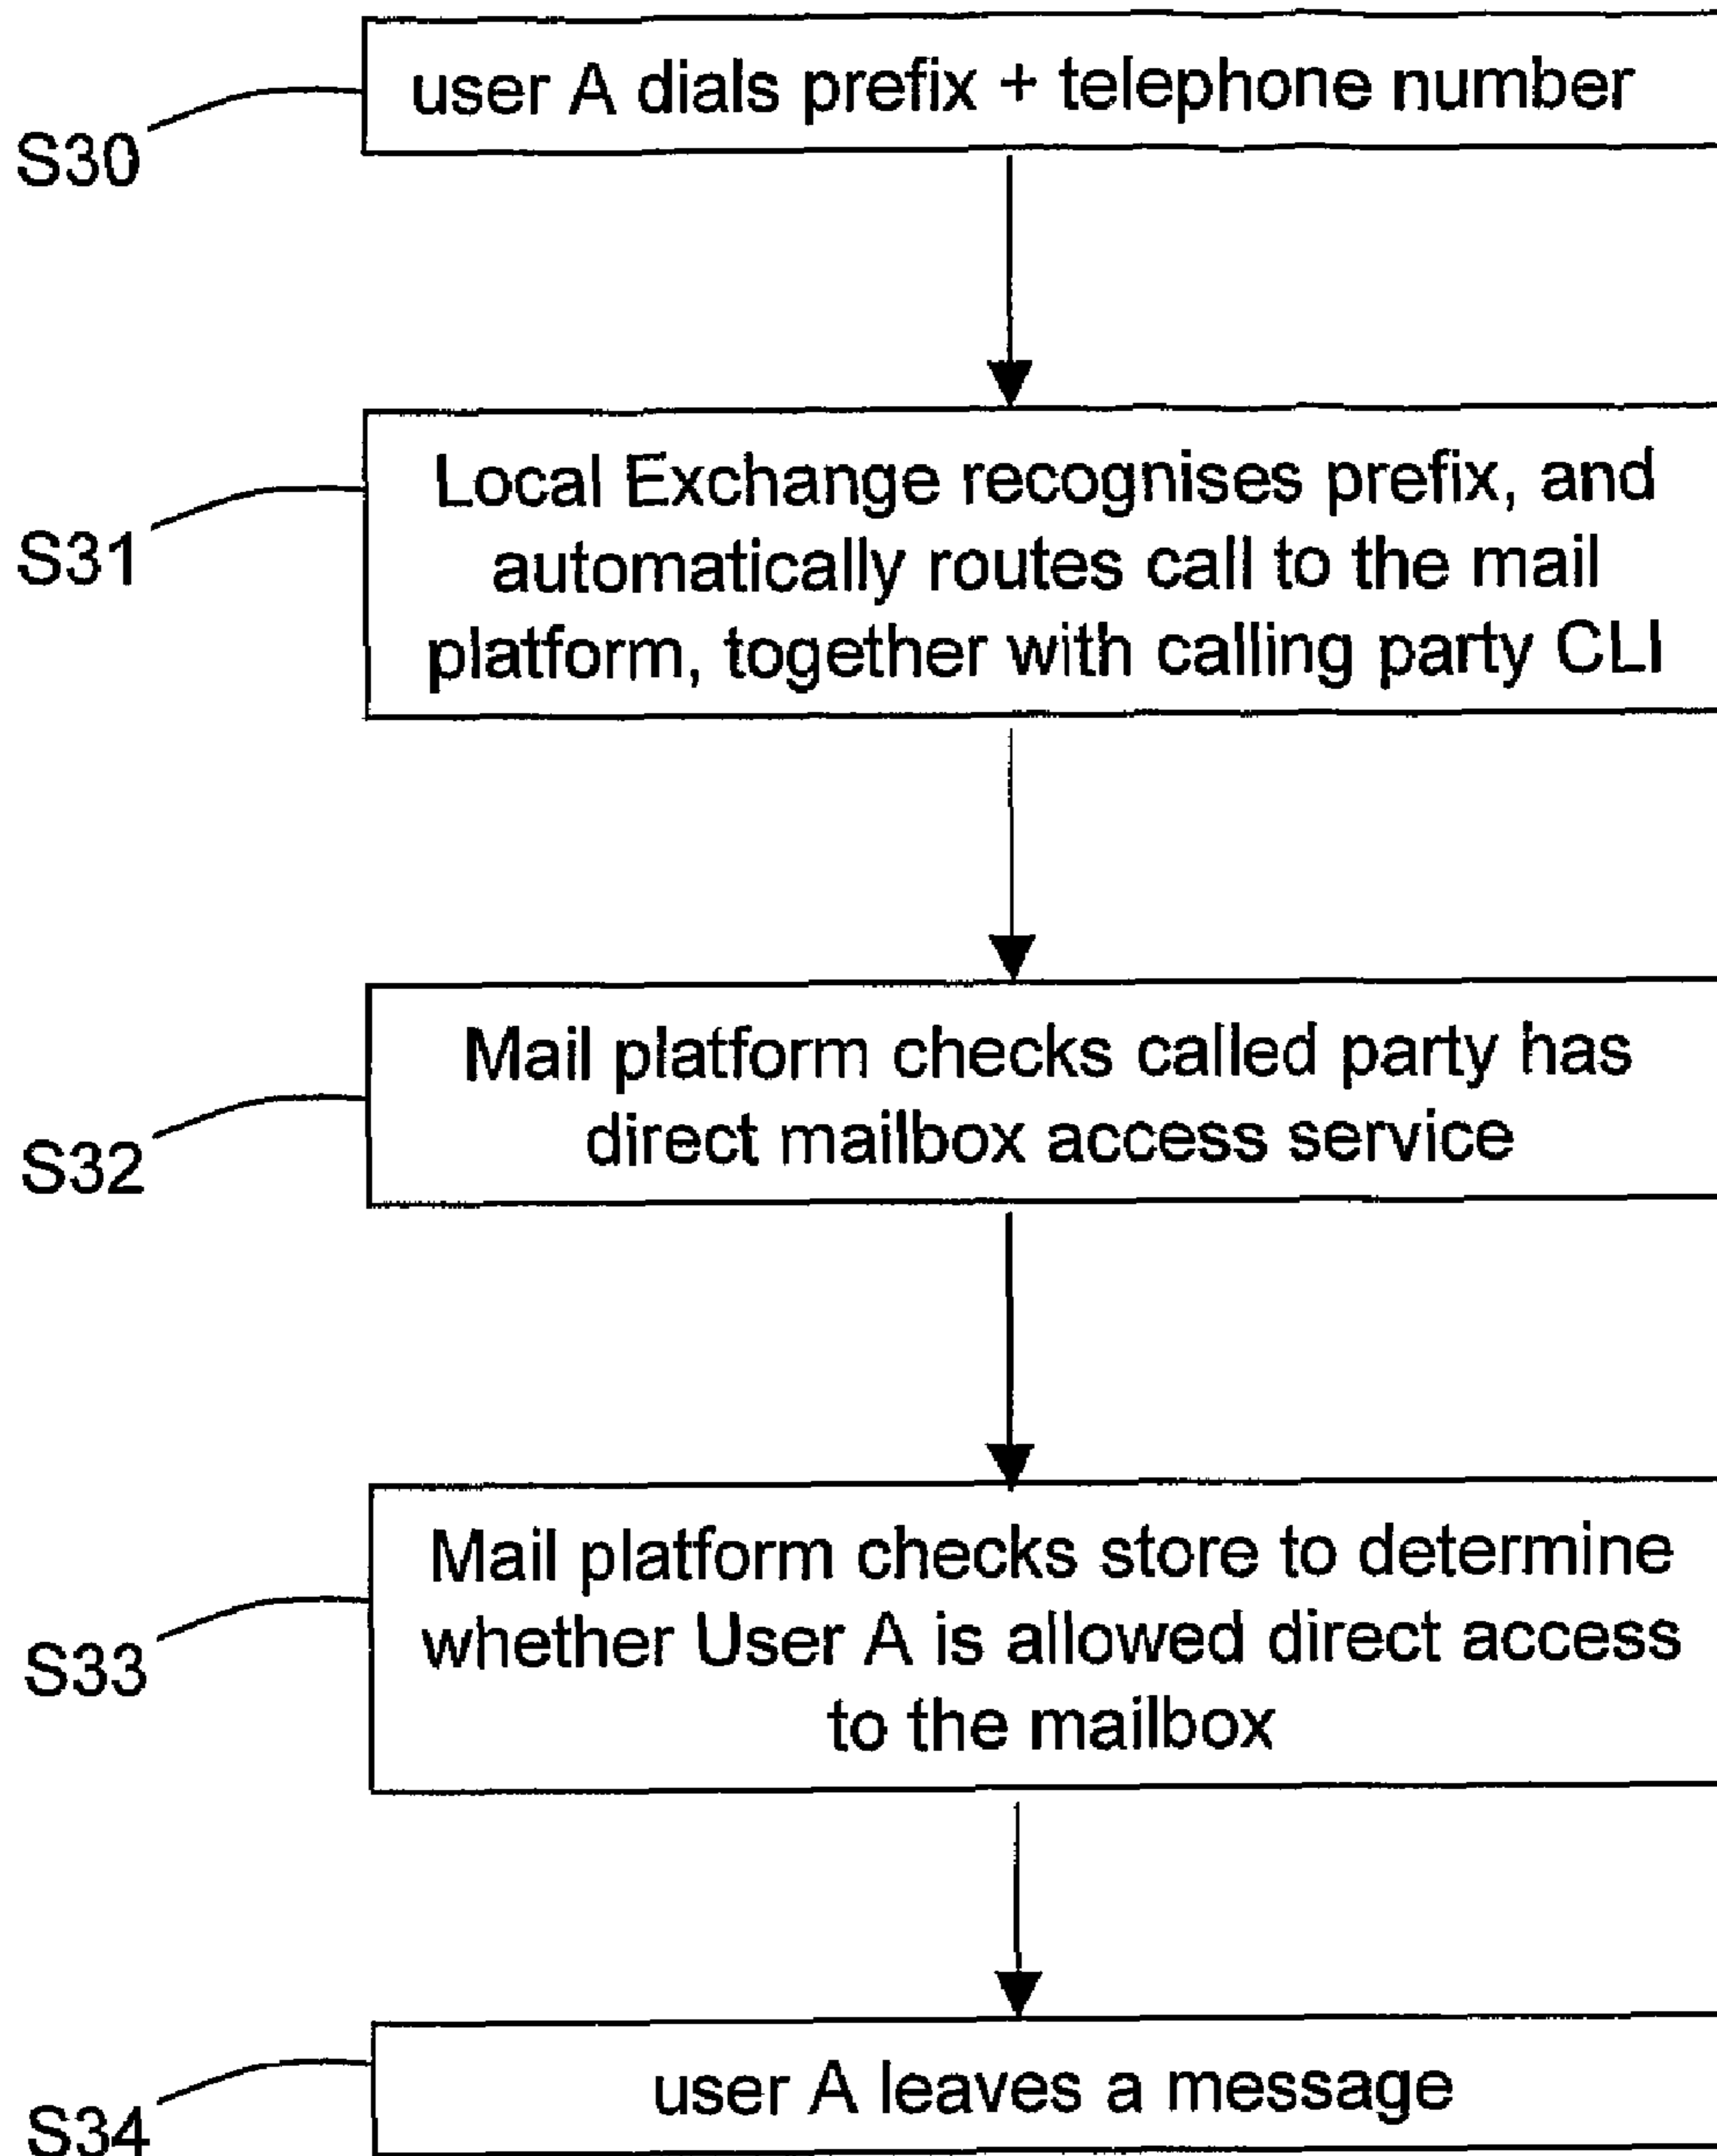 user A dials prefix + telephone number
S30
Local Exchange recognises prefix, and
automatically routes call to the mail
platform, together with calling party CLI
S31
Mail platform checks called party has
direct mailbox access service
S32
Mail platform checks store to determine
whether User A is allowed direct access
to the mailbox
S33
user A leaves a message
S34